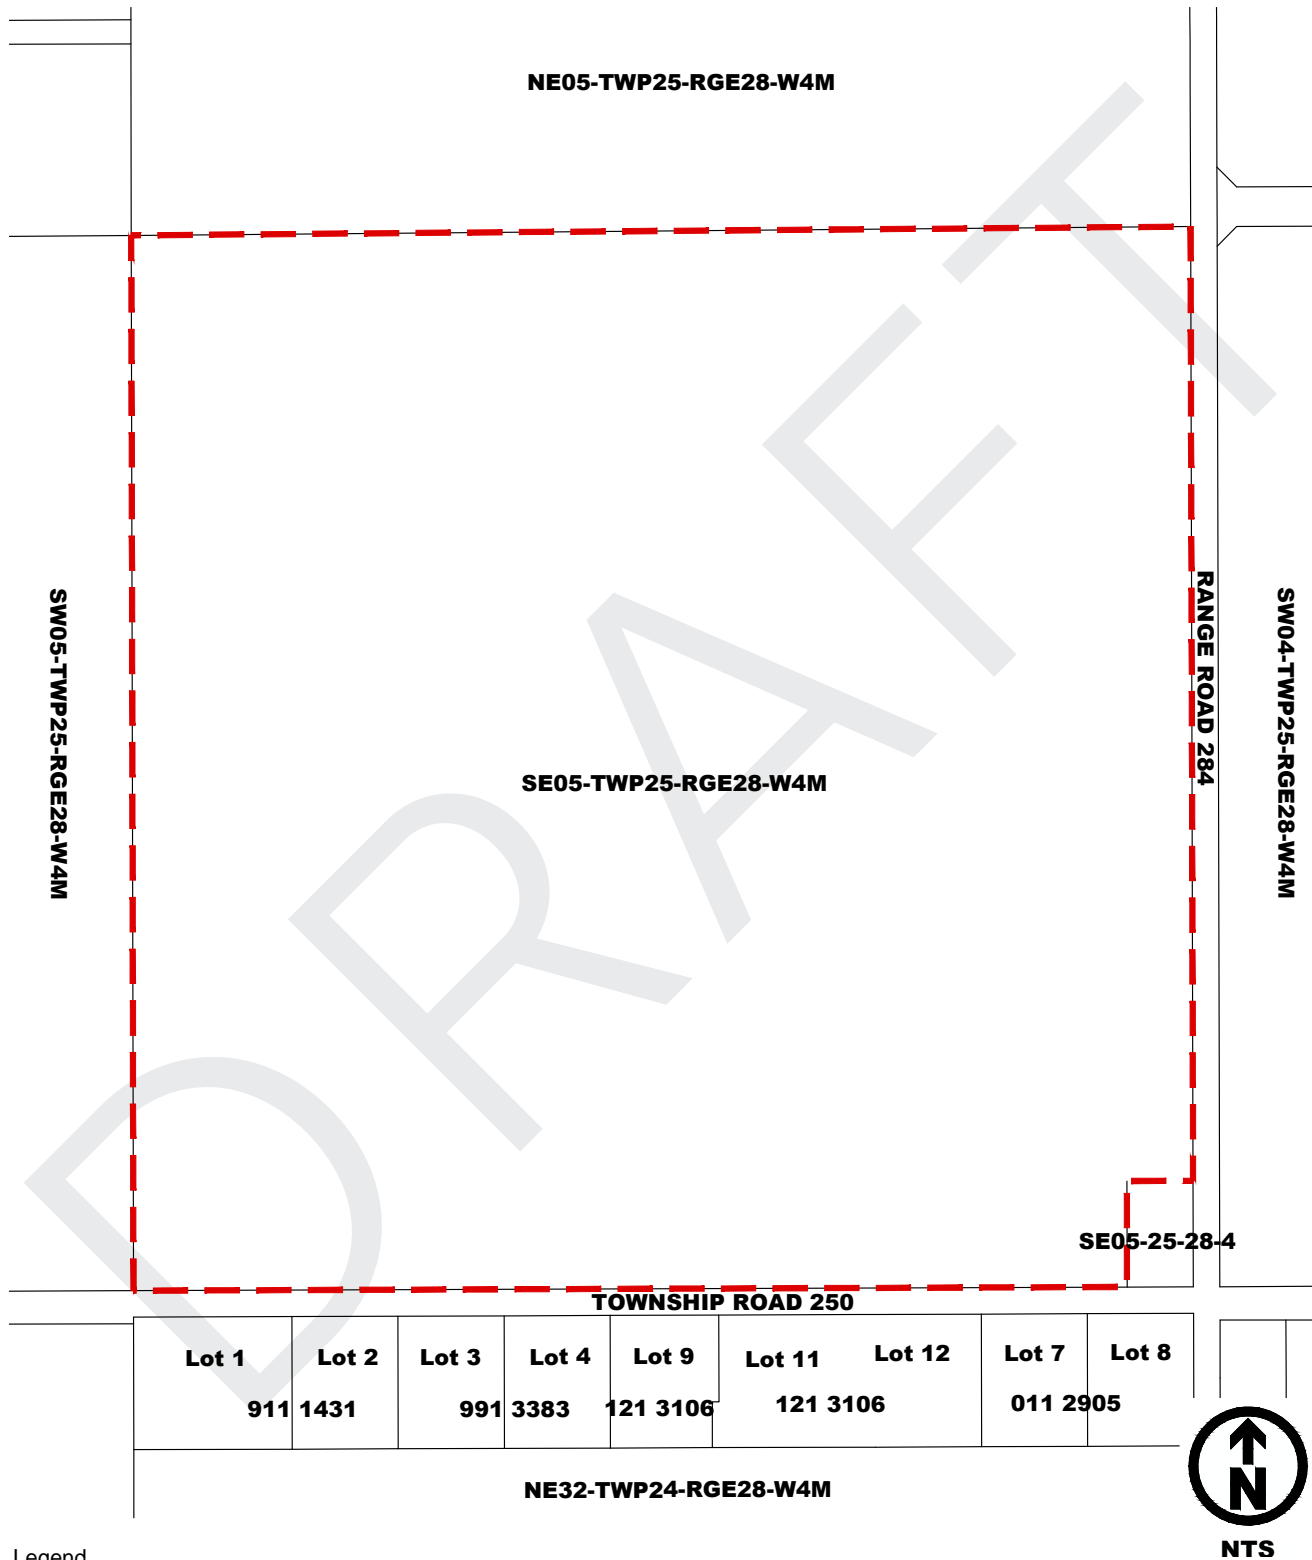 NE05-TWP25-RGE28-W4M
DRAFT
SW05-TWP25-RGE28-W4M
RANGE ROAD 284
SW04-TWP25-RGE28-W4M
SE05-TWP25-RGE28-W4M
SE05-25-28-4
TOWNSHIP ROAD 250
Lot 1 Lot 2 Lot 3 Lot 4 Lot 9 Lot 11 Lot 12 Lot 7 Lot 8
911 1431 991 3383 121 3106 121 3106 011 2905
NE32-TWP24-RGE28-W4M
N
NTS
Legend